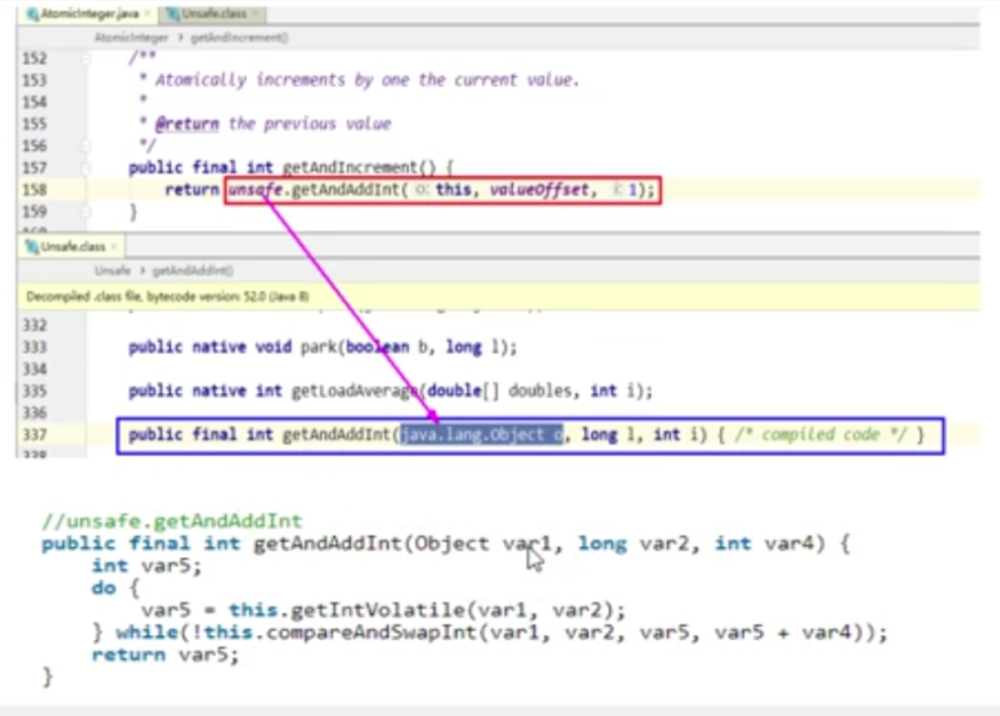 AtomicInteger.java Unsafe.class
AtomicInteger getAndIncrement()
152 /**
153 * Atomically increments by one the current value.
154 *
155 * @return the previous value
156 */
157 public final int getAndIncrement() {
158 return unsafe.getAndAddInt( o: this, valueOffset, i: 1);
159 }
Unsafe.class
Unsafe getAndAddInt()
Decompiled .class file, bytecode version: 52.0 (Java 8)
332
333 public native void park(boolean b, long l);
334
335 public native int getLoadAverage(double[] doubles, int i);
336
337 public final int getAndAddInt(java.lang.Object o, long l, int i) { /* compiled code */ }
//unsafe.getAndAddInt
public final int getAndAddInt(Object var1, long var2, int var4) {
int var5;
do {
var5 = this.getIntVolatile(var1, var2);
} while(!this.compareAndSwapInt(var1, var2, var5, var5 + var4));
return var5;
}